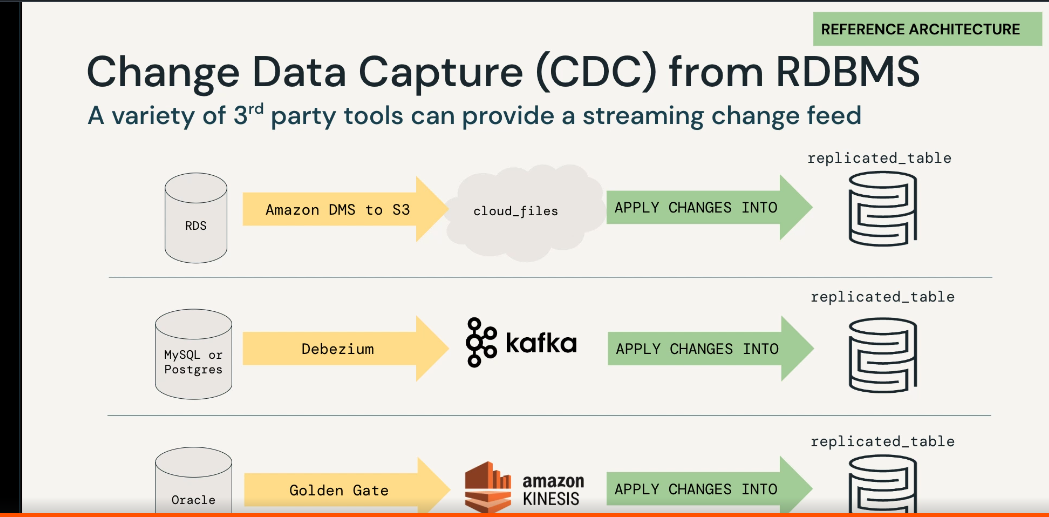 REFERENCE ARCHITECTURE
Change Data Capture (CDC) from RDBMS
A variety of 3rd party tools can provide a streaming change feed
replicated_table
RDS
Amazon DMS to S3
cloud_files
APPLY CHANGES INTO
replicated_table
MySQL or
Postgres
Debezium
kafka
APPLY CHANGES INTO
replicated_table
Oracle
Golden Gate
amazon
KINESIS
APPLY CHANGES INTO